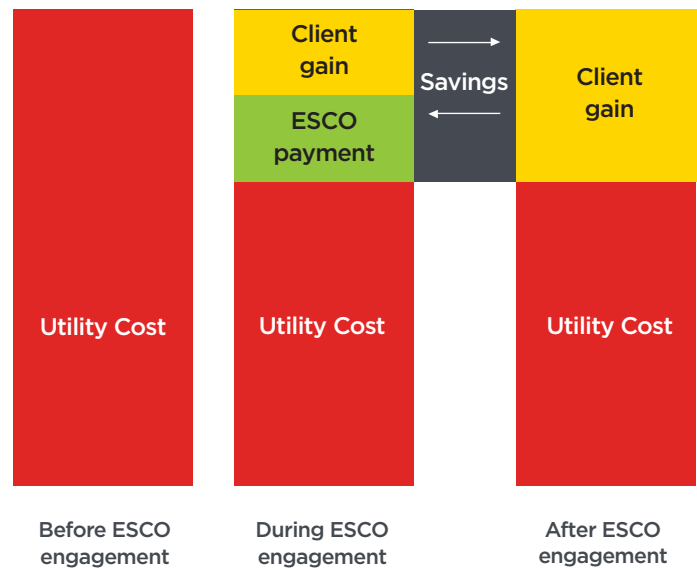 Client
gain
ESCO
payment
Savings
Client
gain
Utility Cost
Utility Cost
Utility Cost
Before ESCO
engagement
During ESCO
engagement
After ESCO
engagement